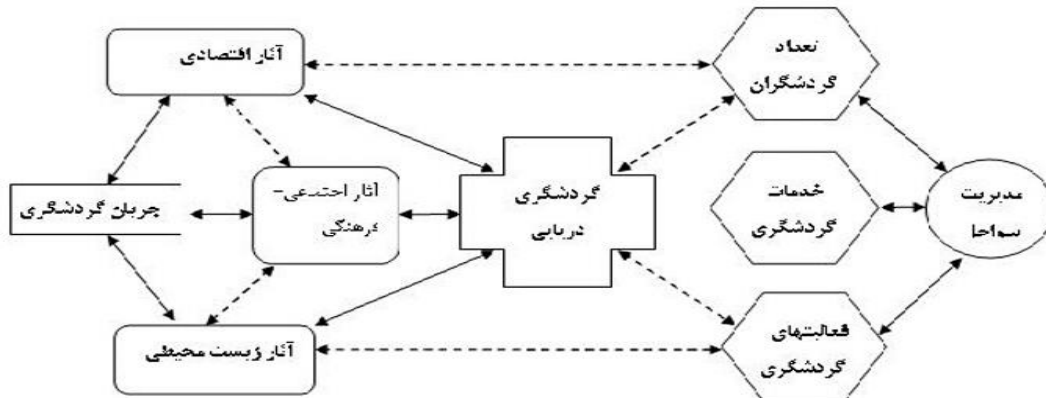 تعداد
گردشگران
آثار اقتصادی
مدیریت
سواحل
خدمات
گردشگری
گردشگری
دریایی
آثار اجتماعی-
فرهنگی
جریان گردشگری
فعالیتهای
گردشگری
آثار زیست محیطی